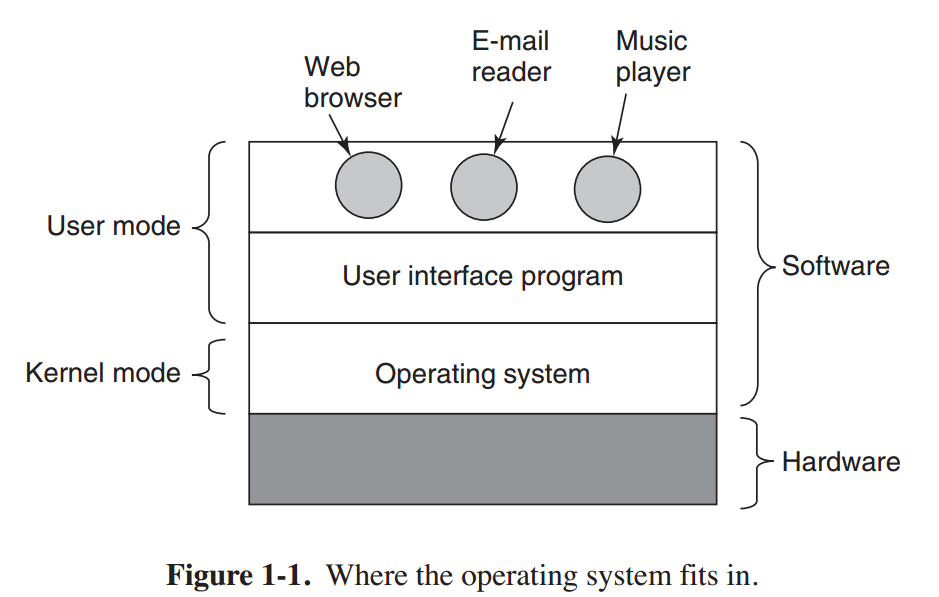 Web
browser
E-mail
reader
Music
player
User mode
User interface program
Software
Kernel mode
Operating system
Hardware
Figure 1-1. Where the operating system fits in.